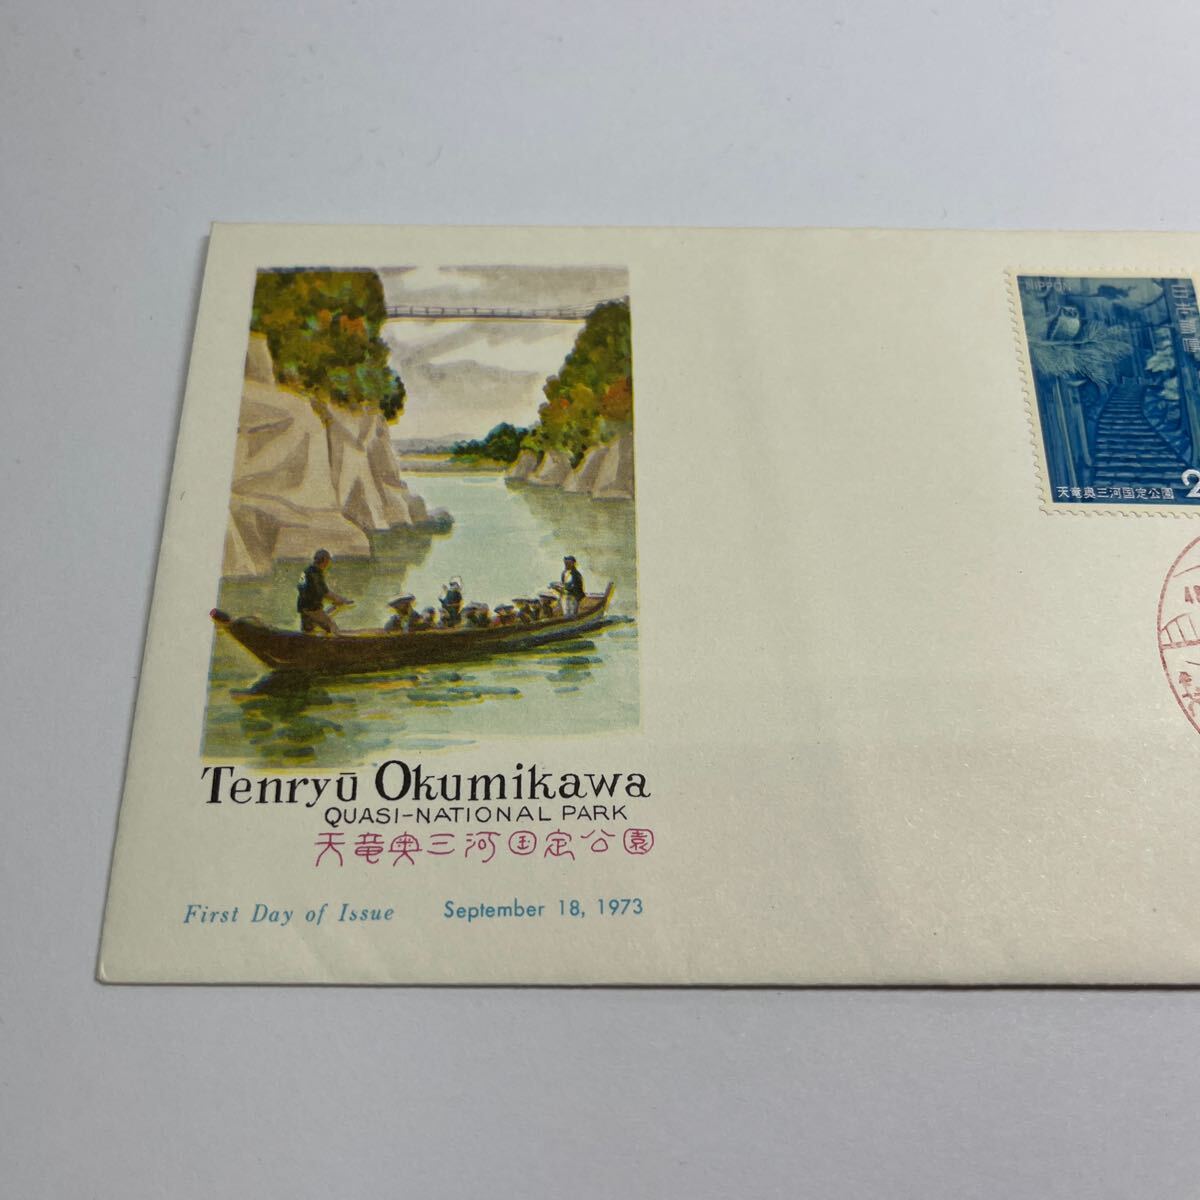 Tenryū Okumikawa
QUASI-NATIONAL PARK
天竜奥三河国定公園
First Day of Issue September 18, 1973
NIPPON
日本郵便
天竜奥三河国定公園
2